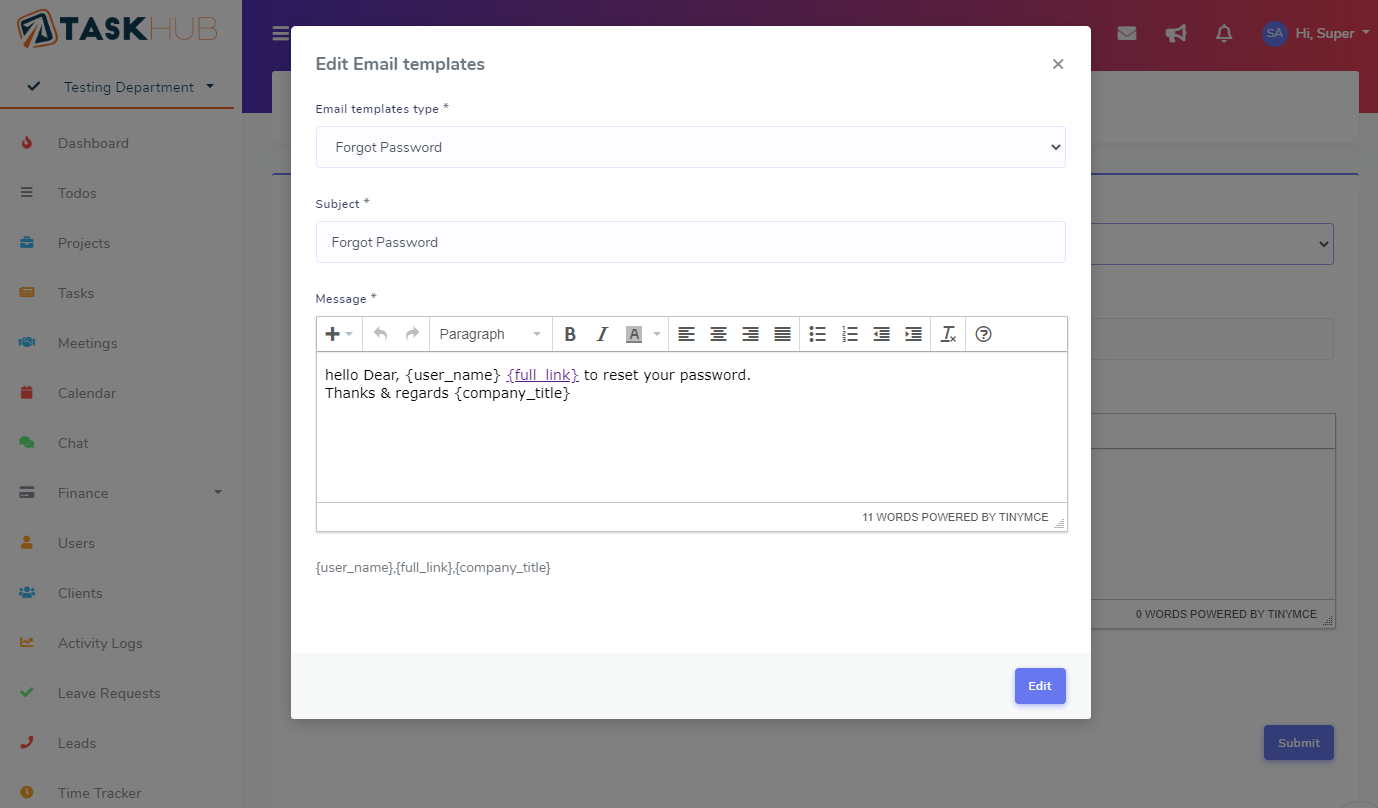 TASKHUB
Testing Department
Dashboard
Todos
Projects
Tasks
Meetings
Calendar
Chat
Finance
Users
Clients
Activity Logs
Leave Requests
Leads
Time Tracker
SA Hi, Super
Edit Email templates ×
Email templates type *
Forgot Password
Subject *
Forgot Password
Message *
Paragraph B I A
hello Dear, {user_name} {full_link} to reset your password.
Thanks & regards {company_title}
11 WORDS POWERED BY TINYMCE
{user_name},{full_link},{company_title}
Edit
0 WORDS POWERED BY TINYMCE
Submit